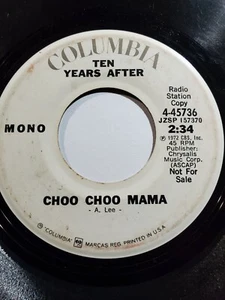 COLUMBIA
TEN
YEARS AFTER
MONO
Radio
Station
Copy
4-45736
JZSP 157370
2:34
Ⓟ 1972 CBS, Inc.
45 RPM
Publisher:
Chrysalis
Music Corp.
(ASCAP)
Not For
Sale
CHOO CHOO MAMA
- A. Lee -
® "COLUMBIA", MARCAS REG. PRINTED IN U.S.A.